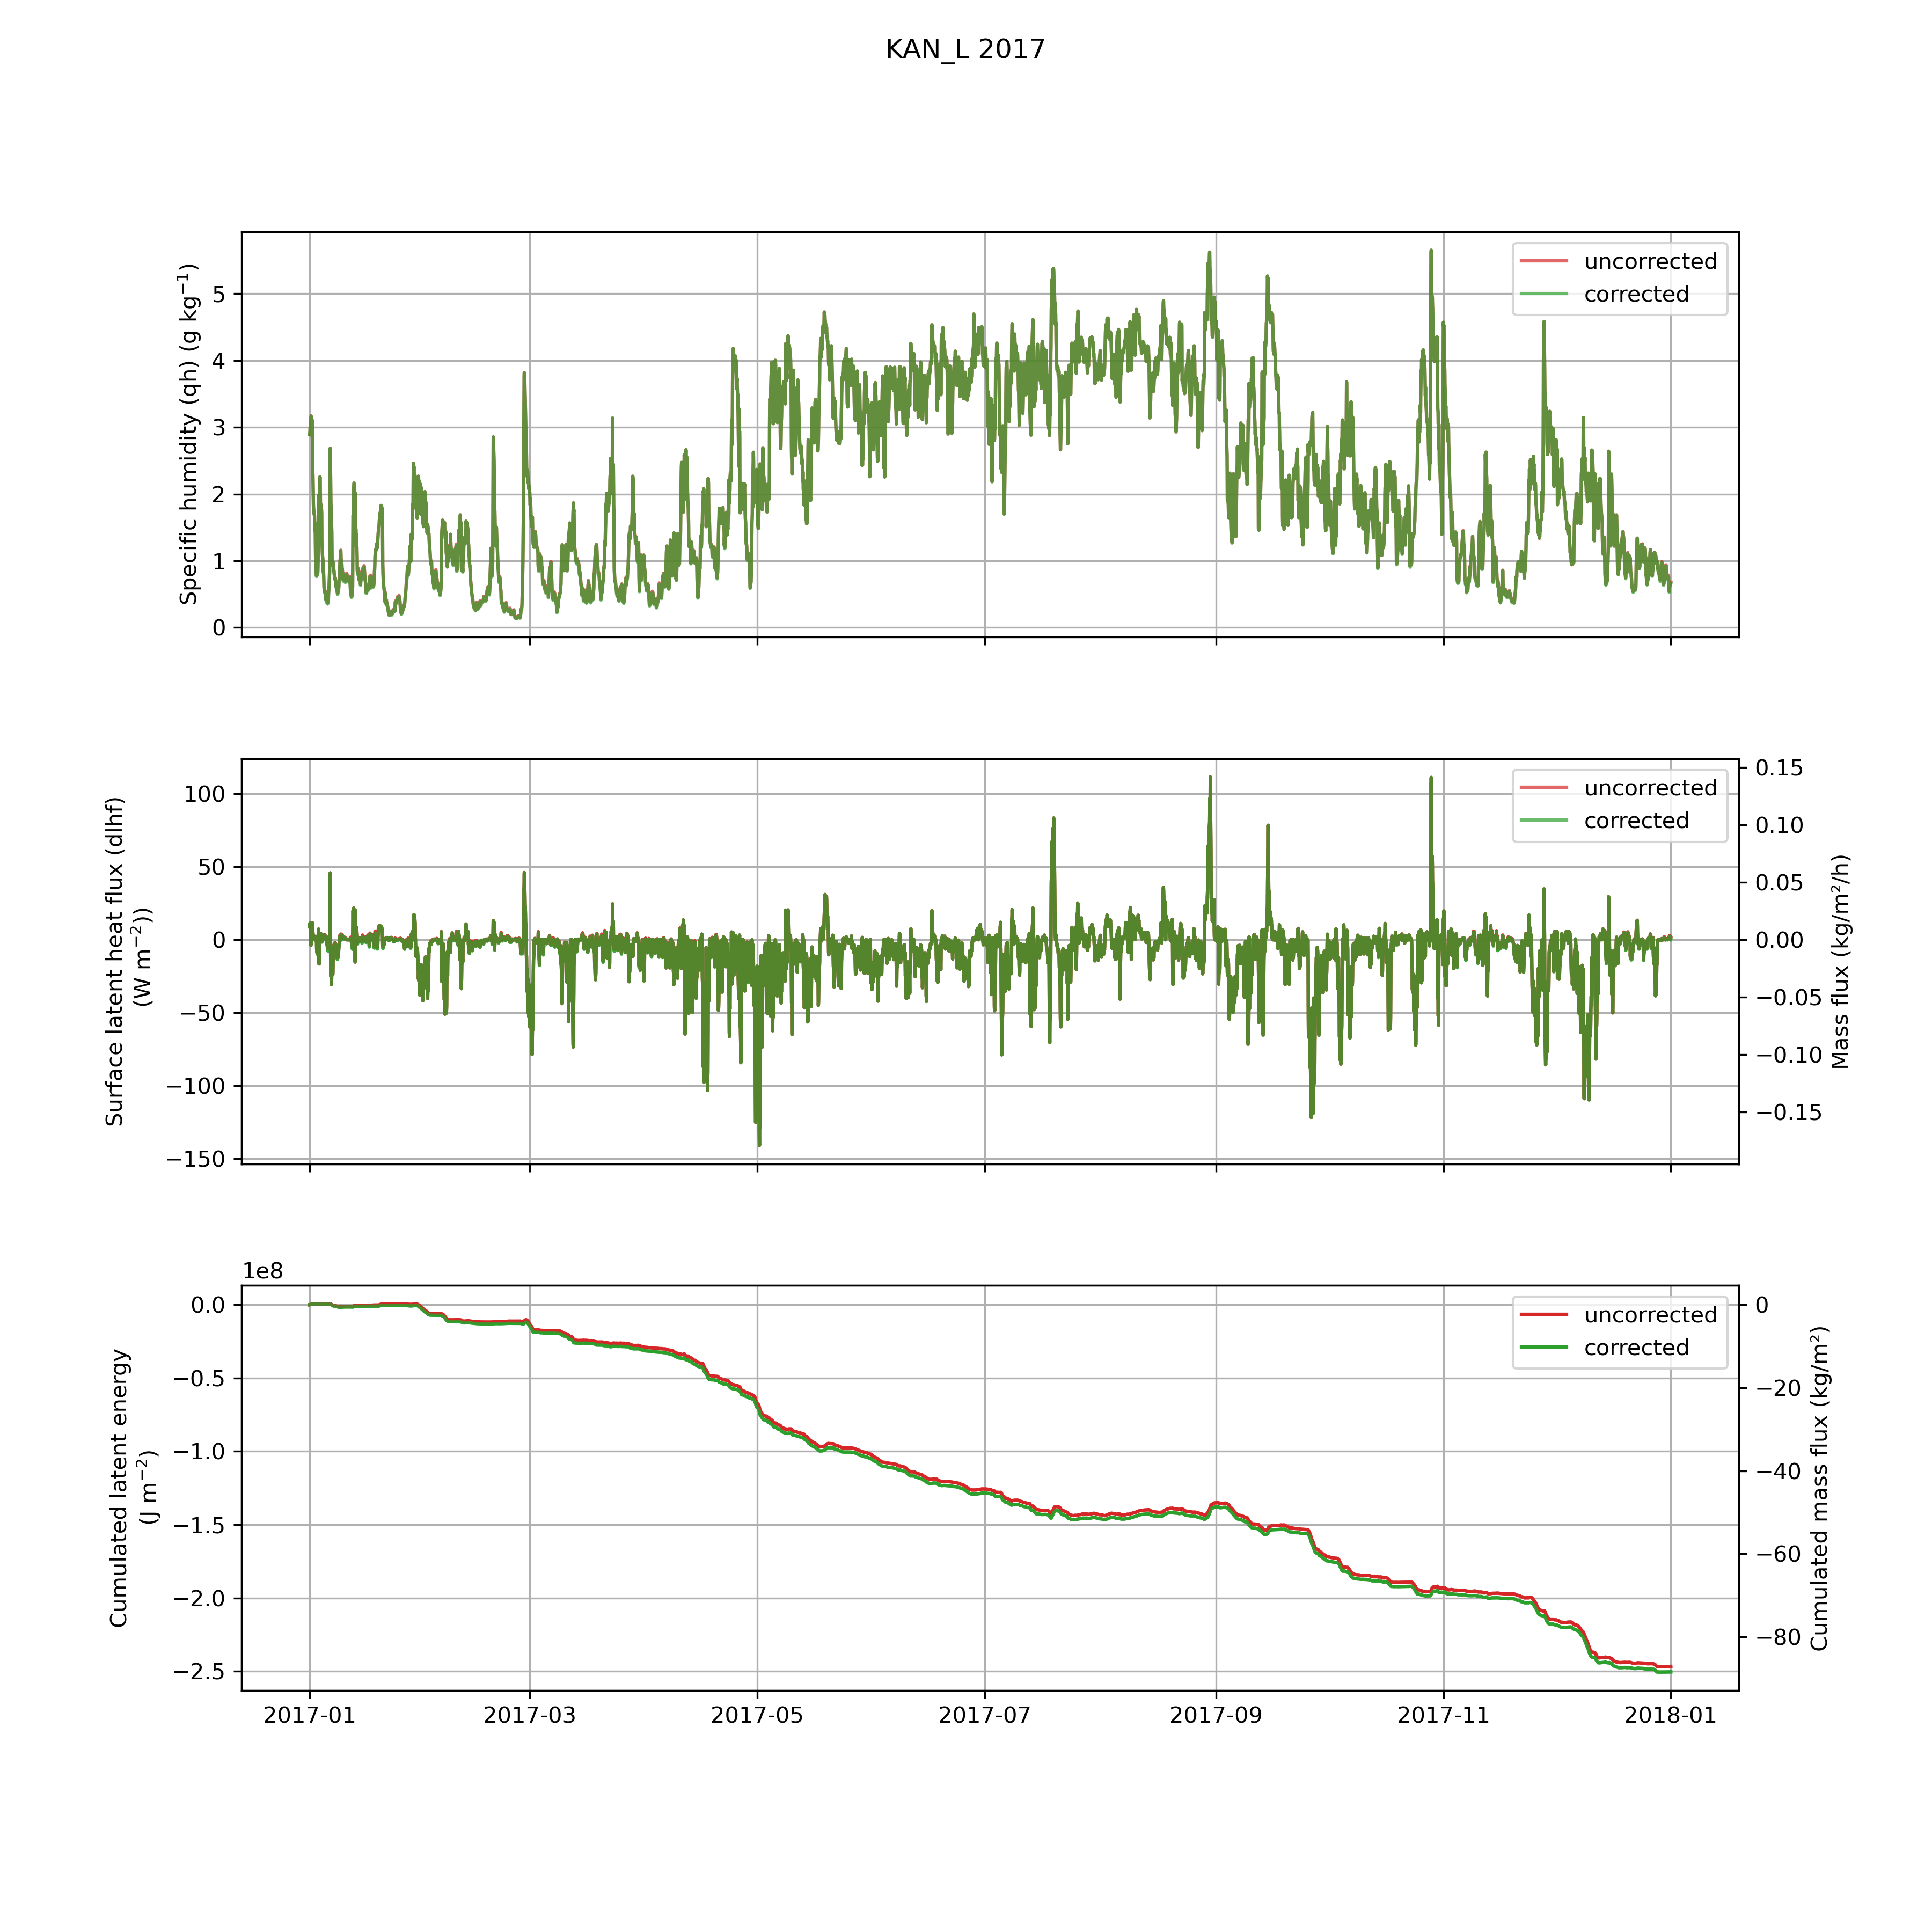 KAN_L 2017
Specific humidity (qh) (g kg⁻¹)
5
4
3
2
1
0
uncorrected
corrected
Surface latent heat flux (dlhf)
(W m⁻²))
100
50
0
−50
−100
−150
uncorrected
corrected
0.15
0.10
0.05
0.00
−0.05
−0.10
−0.15
Mass flux (kg/m²/h)
1e8
Cumulated latent energy
(J m⁻²)
0.0
−0.5
−1.0
−1.5
−2.0
−2.5
uncorrected
corrected
0
−20
−40
−60
−80
Cumulated mass flux (kg/m²)
2017-01 2017-03 2017-05 2017-07 2017-09 2017-11 2018-01